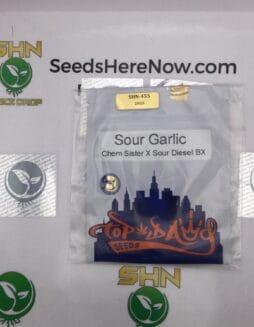 SHN
SeedsHereNow.com
SHN-455
Sour Garlic
Chem Sister X Sour Diesel BX
TOP DAWG
SEEDS
SHN